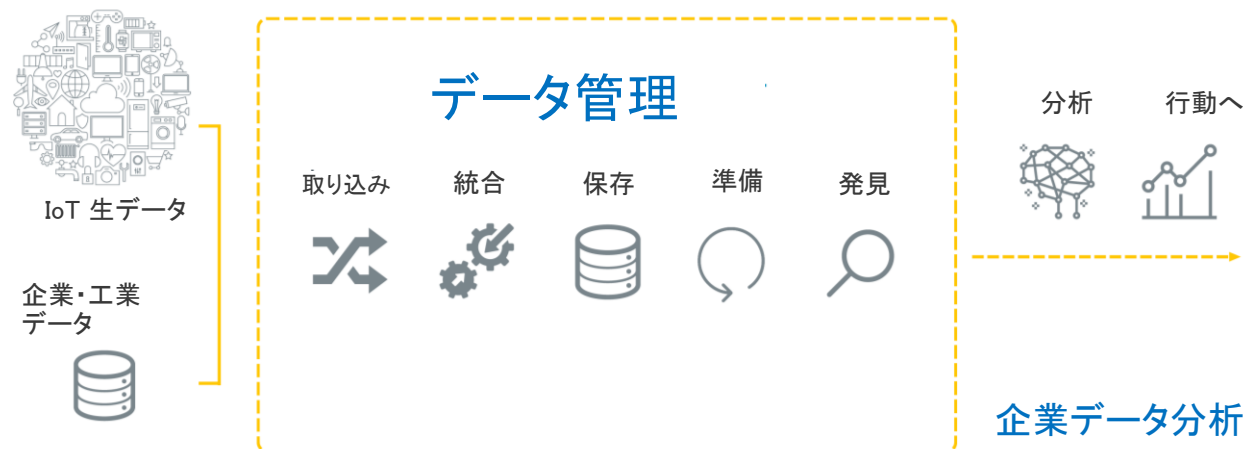 データ管理
分析
行動へ
取り込み
統合
保存
準備
発見
IoT 生データ
企業・工業
データ
企業データ分析